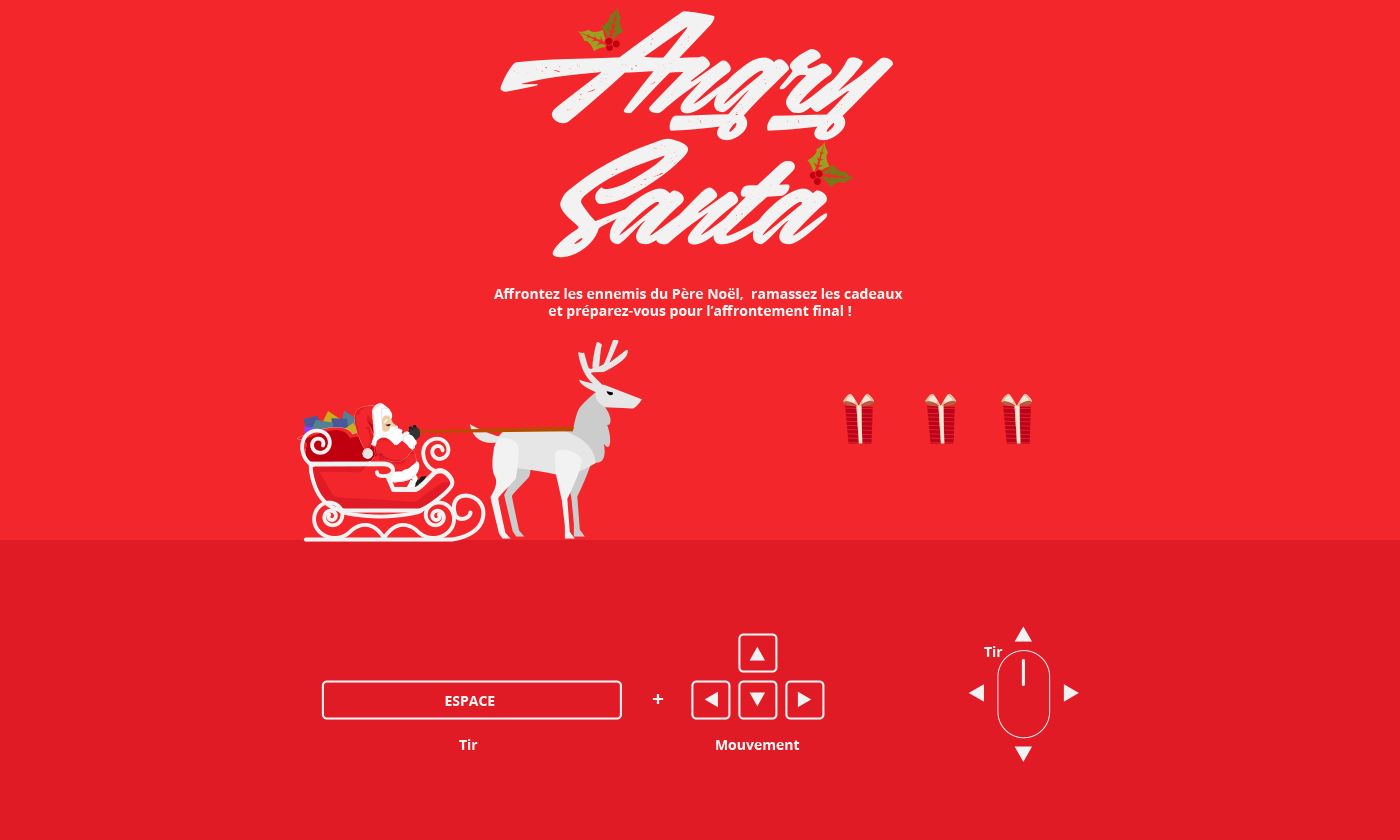 Angry
Santa
Affrontez les ennemis du Père Noël,  ramassez les cadeaux
et préparez-vous pour l'affrontement final !
Tir
ESPACE
+
Tir
Mouvement